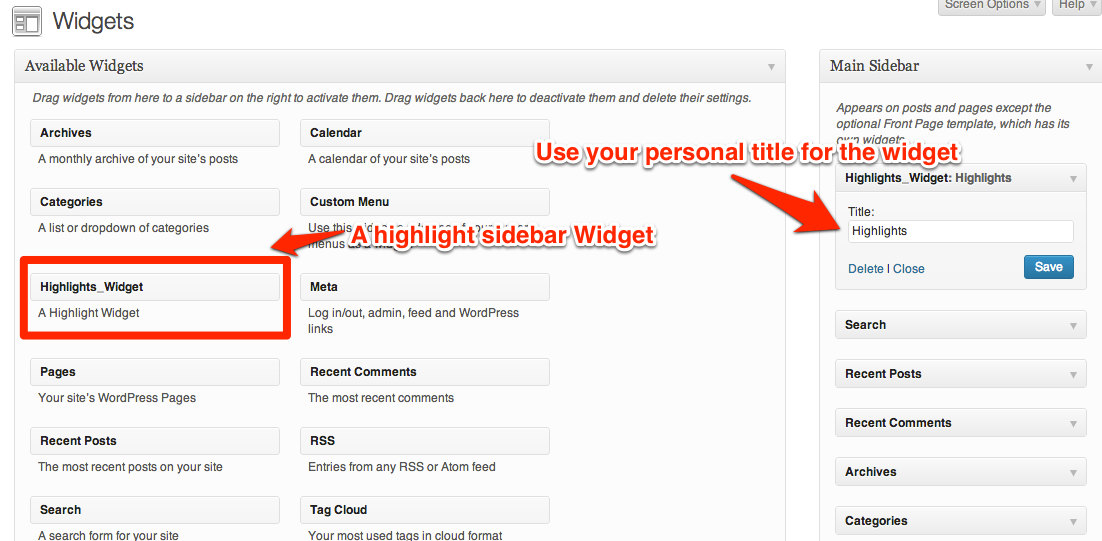 Screen Options
Help
Widgets
Available Widgets
Drag widgets from here to a sidebar on the right to activate them. Drag widgets back here to deactivate them and delete their settings.
Archives
A monthly archive of your site's posts
Calendar
A calendar of your site's posts
Categories
A list or dropdown of categories
Custom Menu
Use this
menus as a
A highlight sidebar Widget
Highlights_Widget
A Highlight Widget
Meta
Log in/out, admin, feed and WordPress
links
Pages
Your site's WordPress Pages
Recent Comments
The most recent comments
Recent Posts
The most recent posts on your site
RSS
Entries from any RSS or Atom feed
Search
A search form for your site
Tag Cloud
Your most used tags in cloud format
Main Sidebar
Appears on posts and pages except the
optional Front Page template, which has its
own widgets
Use your personal title for the widget
Highlights_Widget: Highlights
Title:
Highlights
Delete | Close
Save
Search
Recent Posts
Recent Comments
Archives
Categories